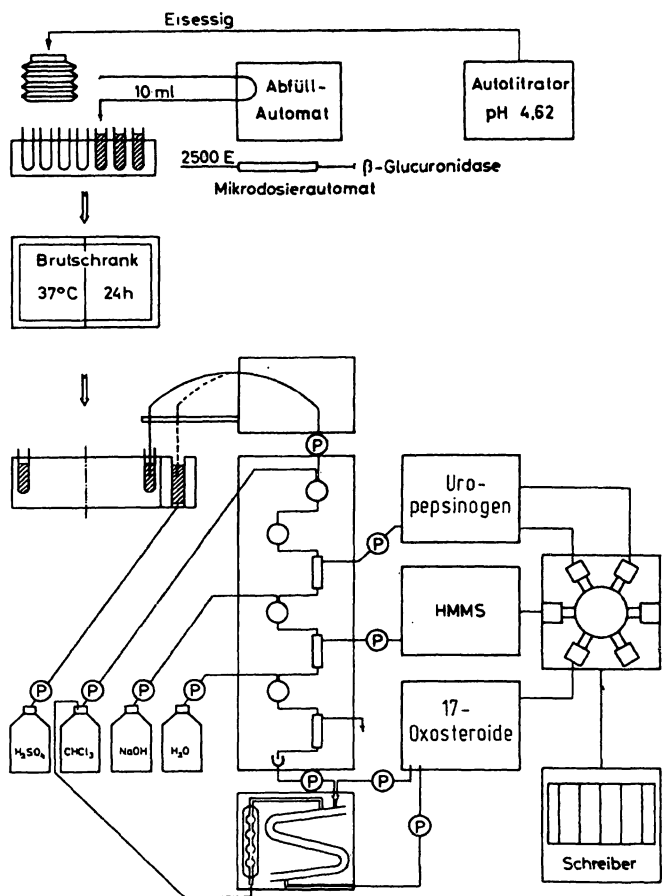 Eisessig
10 ml
Abfüll-
Automat
Autotitrator
pH 4,62
2500 E
β-Glucuronidase
Mikrodosierautomat
Brutschrank
37°C
24h
P
P
Uro-
pepsinogen
P
HMMS
P
P
P
P
P
17-
Oxosteroide
H₂SO₄
CHCl₃
NaOH
H₂O
P
P
P
Schreiber